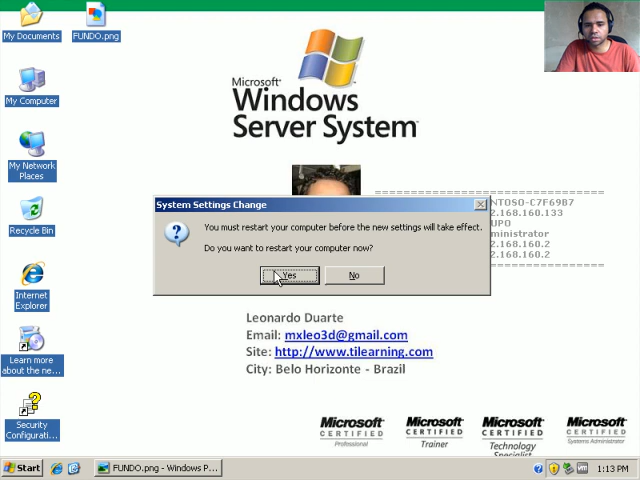 My Documents
FUNDO.png
My Computer
My Network
Places
Recycle Bin
Internet
Explorer
Learn more
about the ne...
Security
Configurati...
Microsoft
Windows
Server System
==============================
NTOSO-C7F69B7
2.168.160.133
UPO
ministrator
2.168.160.2
2.168.160.2
System Settings Change
You must restart your computer before the new settings will take effect.
Do you want to restart your computer now?
Yes
No
Leonardo Duarte
Email: mxleo3d@gmail.com
Site: http://www.tilearning.com
City: Belo Horizonte - Brazil
Microsoft
CERTIFIED
Professional
Microsoft
CERTIFIED
Trainer
Microsoft
CERTIFIED
Technology
Specialist
Microsoft
CERTIFIED
Systems Administrator
Start
FUNDO.png - Windows P...
1:13 PM